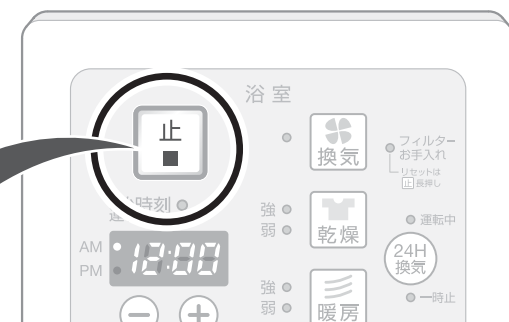 浴室
止
換気
フィルター
お手入れ
リセットは
止 長押し
時刻
強
弱
乾燥
運転中
AM
PM
12:00
24H
換気
強
弱
暖房
一時止